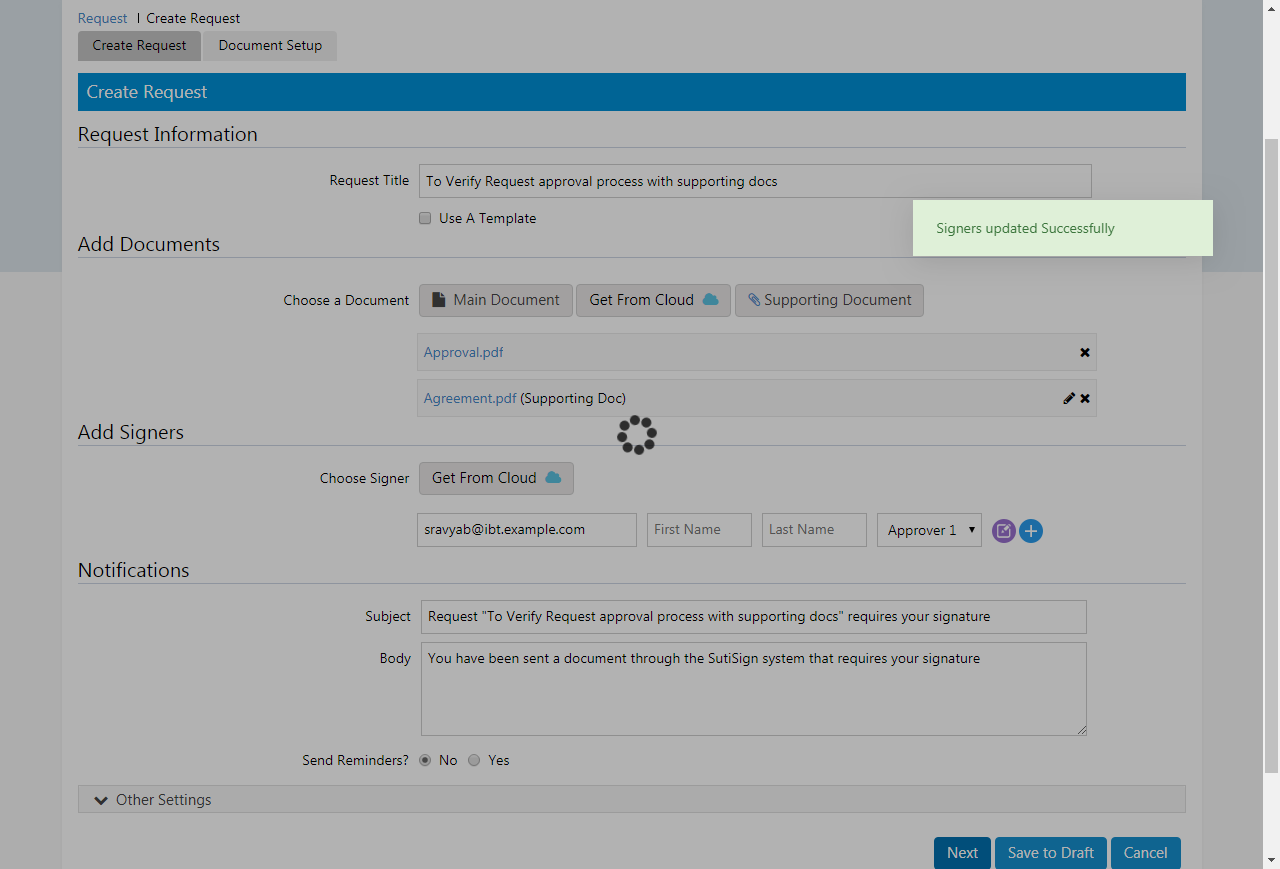 Request | Create Request
Create Request Document Setup
Create Request
Request Information
Request Title To Verify Request approval process with supporting docs
Use A Template
Signers updated Successfully
Add Documents
Choose a Document Main Document Get From Cloud Supporting Document
Approval.pdf
Agreement.pdf (Supporting Doc)
Add Signers
Choose Signer Get From Cloud
sravyab@ibt.example.com First Name Last Name Approver 1
Notifications
Subject Request "To Verify Request approval process with supporting docs" requires your signature
Body You have been sent a document through the SutiSign system that requires your signature
Send Reminders? No Yes
Other Settings
Next Save to Draft Cancel